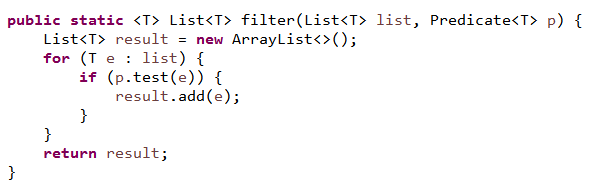 public static <T> List<T> filter(List<T> list, Predicate<T> p) {
    List<T> result = new ArrayList<>();
    for (T e : list) {
        if (p.test(e)) {
            result.add(e);
        }
    }
    return result;
}